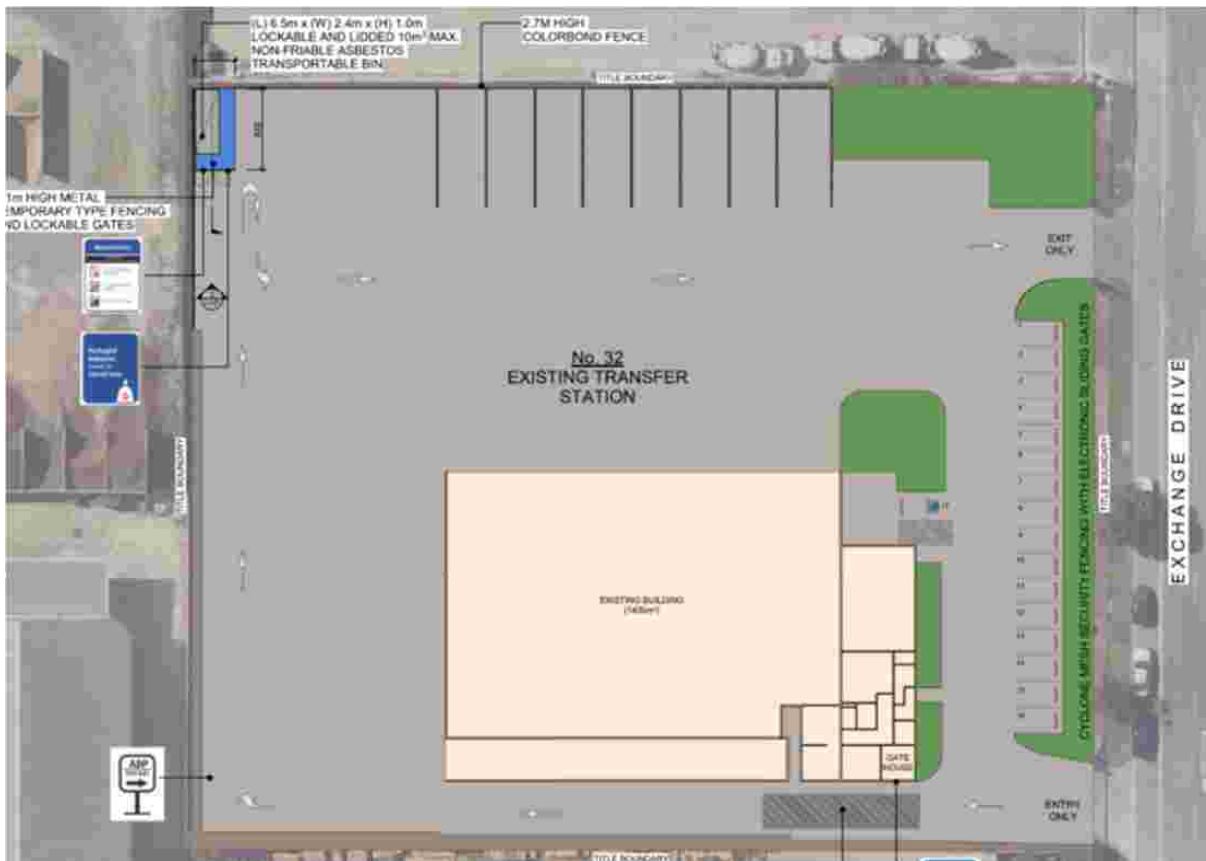 (L) 6.5m x (W) 2.4m x (H) 1.0m
LOCKABLE AND LIDDED 10m³ MAX.
NON-FRIABLE ASBESTOS
TRANSPORTABLE BIN
2.7M HIGH
COLORBOND FENCE
TITLE BOUNDARY
1m HIGH METAL
EMPORARY TYPE FENCING
ND LOCKABLE GATES
EXIT
ONLY
No. 32
EXISTING TRANSFER
STATION
CYCLONE MESH SECURITY FENCING WITH ELECTRONIC SLIDING GATES
TITLE BOUNDARY
EXCHANGE DRIVE
TITLE BOUNDARY
EXISTING BUILDING
GATE
HOUSE
ENTRY
ONLY
TITLE BOUNDARY